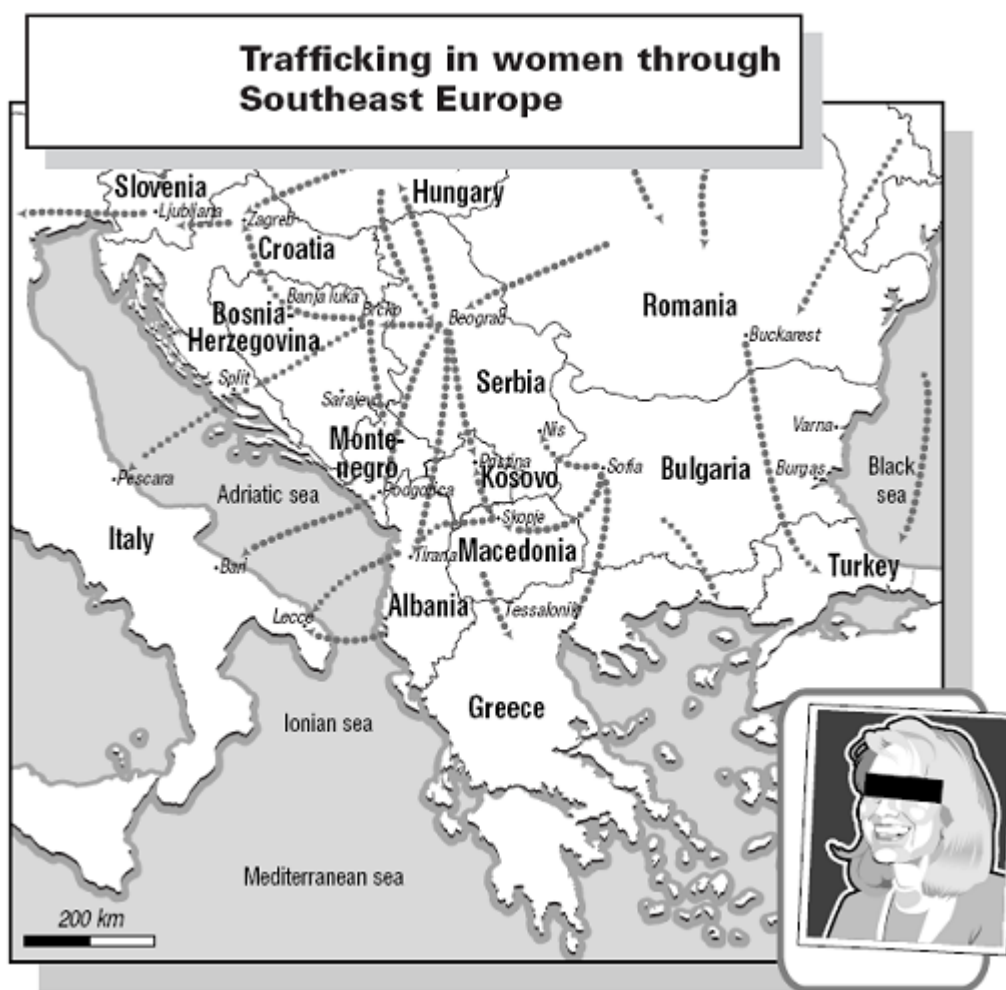 Trafficking in women through
Southeast Europe
Slovenia
Hungary
Ljubljana
Zagreb
Croatia
Banja luka
Brcko
Romania
Bosnia-
Herzegovina
Beograd
Buckarest
Split
Serbia
Sarajevo
Varna
Nis
Monte-
negro
Pristina
Sofia
Bulgaria
Burgas
Black
sea
Kosovo
Pescara
Adriatic sea
Podgorica
Skopje
Italy
Bari
Tirana
Macedonia
Turkey
Albania
Tessaloniki
Lecce
Greece
Ionian sea
Mediterranean sea
200 km